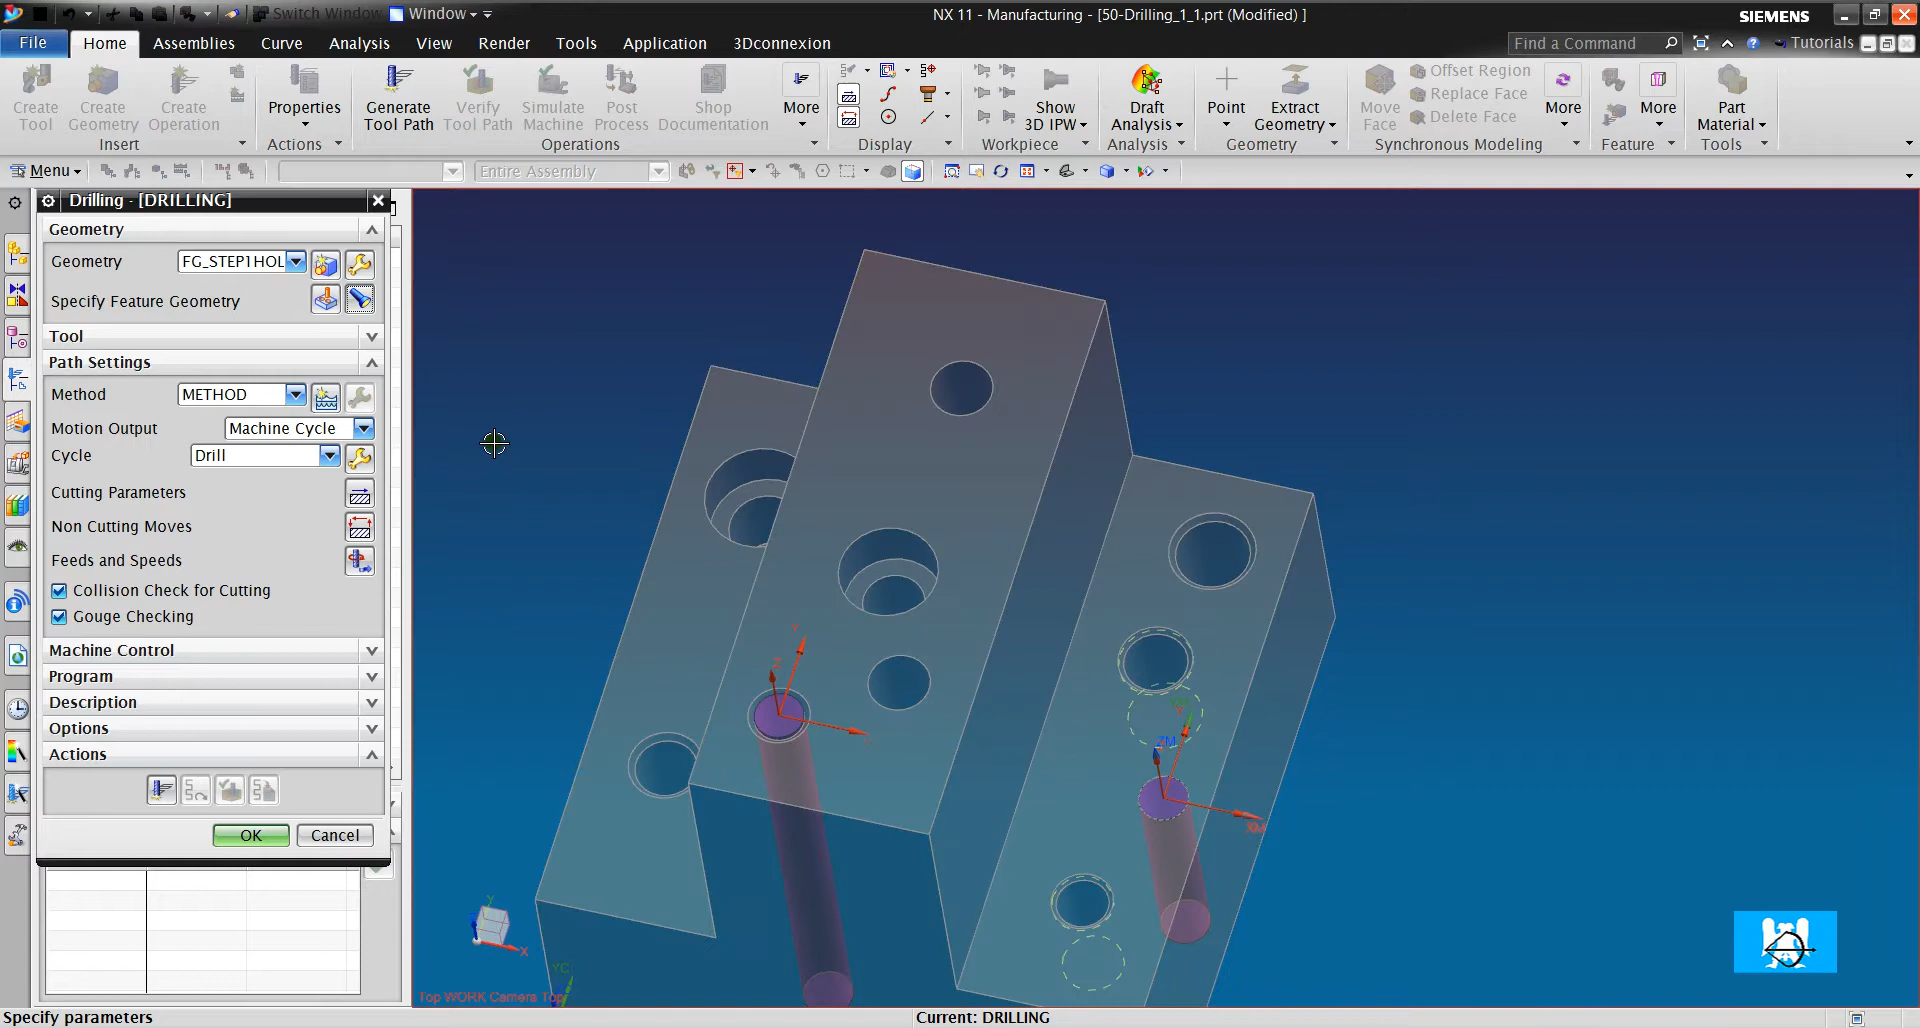 Switch Window Window NX 11 - Manufacturing - [50-Drilling_1_1.prt (Modified) ] SIEMENS
File Home Assemblies Curve Analysis View Render Tools Application 3Dconnexion Find a Command Tutorials
Create Tool Create Geometry Create Operation Properties Generate Tool Path Verify Tool Path Simulate Machine Post Process Shop Documentation More Show 3D IPW Draft Analysis Point Extract Geometry Move Face Offset Region Replace Face Delete Face More More Part Material
Insert Actions Operations Display Workpiece Analysis Geometry Synchronous Modeling Feature Tools
Menu Entire Assembly
Drilling - [DRILLING]
Geometry
Geometry FG_STEP1HOL
Specify Feature Geometry
Tool
Path Settings
Method METHOD
Motion Output Machine Cycle
Cycle Drill
Cutting Parameters
Non Cutting Moves
Feeds and Speeds
Collision Check for Cutting
Gouge Checking
Machine Control
Program
Description
Options
Actions
OK Cancel
Y
ZM
XM
Y
X
YC
Top WORK Camera Top
Specify parameters Current: DRILLING